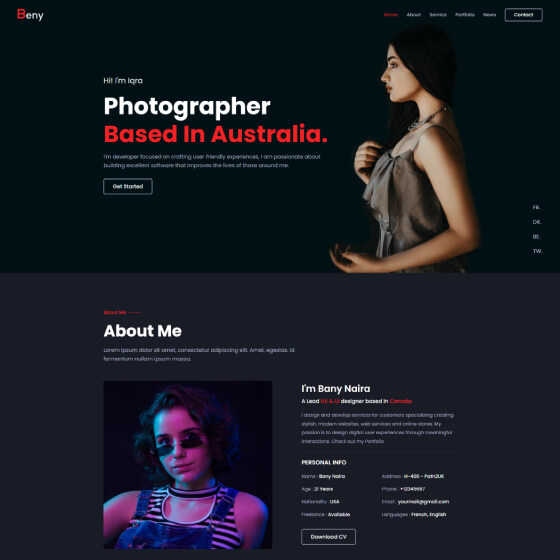 Beny
Home About Service Portfolio News Contact
Hi! I'm Iqra
Photographer
Based In Australia.
I'm developer focused on crafting user friendly experiences, I am passionate about
building excellent software that improves the lives of those around me.
Get Started
FB.
DR.
BE.
TW.
About Me
About Me
Lorem ipsum dolor sit amet, consectetur adipiscing elit. Amet, egestas. Id
fermentum nullam ipsum massa.
I'm Bany Naira
A Lead UX & UI designer based in Canada
I design and develop services for customers specializing creating
stylish, modern websites, web services and online stores. My
passion is to design digital user experiences through meaningful
interactions. Check out my Portfolio
PERSONAL INFO
Name : Bany Naira Address : W-400 - Path2UK
Age : 21 Years Phone : +12345667
Nationality : USA Email : yourmail@gmail.com
Freelance : Available Languages : French, English
Download CV